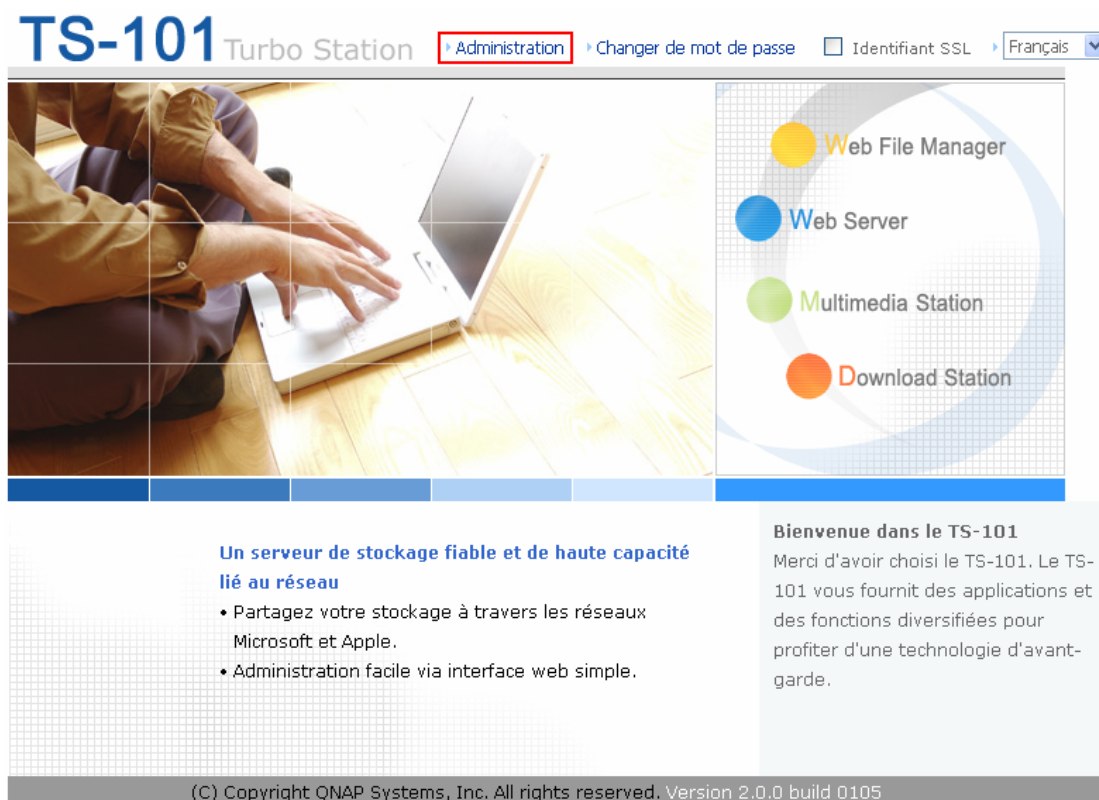 TS-101 Turbo Station Administration Changer de mot de passe Identifiant SSL Français
Web File Manager
Web Server
Multimedia Station
Download Station
Un serveur de stockage fiable et de haute capacité
lié au réseau
• Partagez votre stockage à travers les réseaux
Microsoft et Apple.
• Administration facile via interface web simple.
Bienvenue dans le TS-101
Merci d'avoir choisi le TS-101. Le TS-
101 vous fournit des applications et
des fonctions diversifiées pour
profiter d'une technologie d'avant-
garde.
(C) Copyright QNAP Systems, Inc. All rights reserved. Version 2.0.0 build 0105